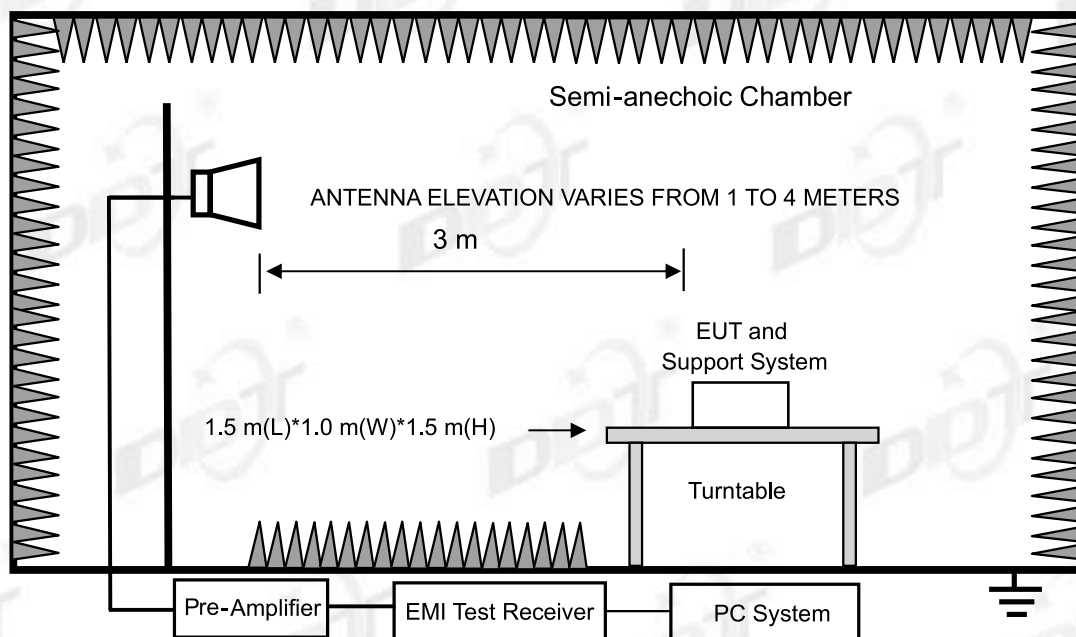 Semi-anechoic Chamber
ANTENNA ELEVATION VARIES FROM 1 TO 4 METERS
3 m
EUT and
Support System
1.5 m(L)*1.0 m(W)*1.5 m(H)
Turntable
Pre-Amplifier
EMI Test Receiver
PC System